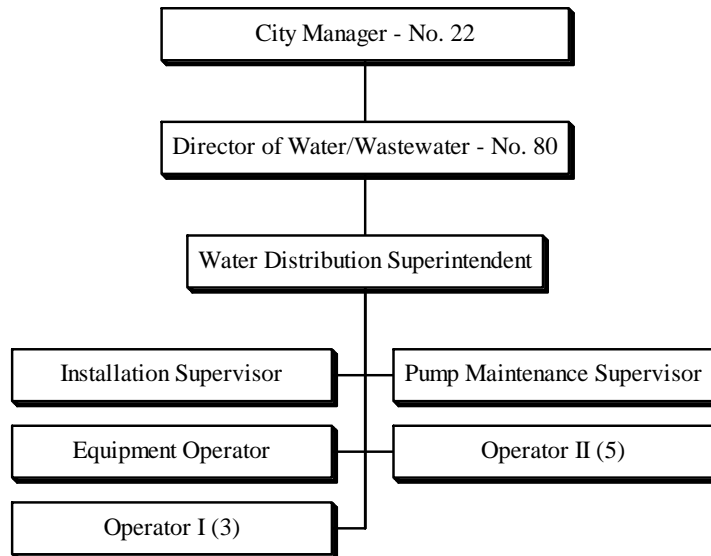 City Manager - No. 22
Director of Water/Wastewater - No. 80
Water Distribution Superintendent
Installation Supervisor
Pump Maintenance Supervisor
Equipment Operator
Operator II (5)
Operator I (3)